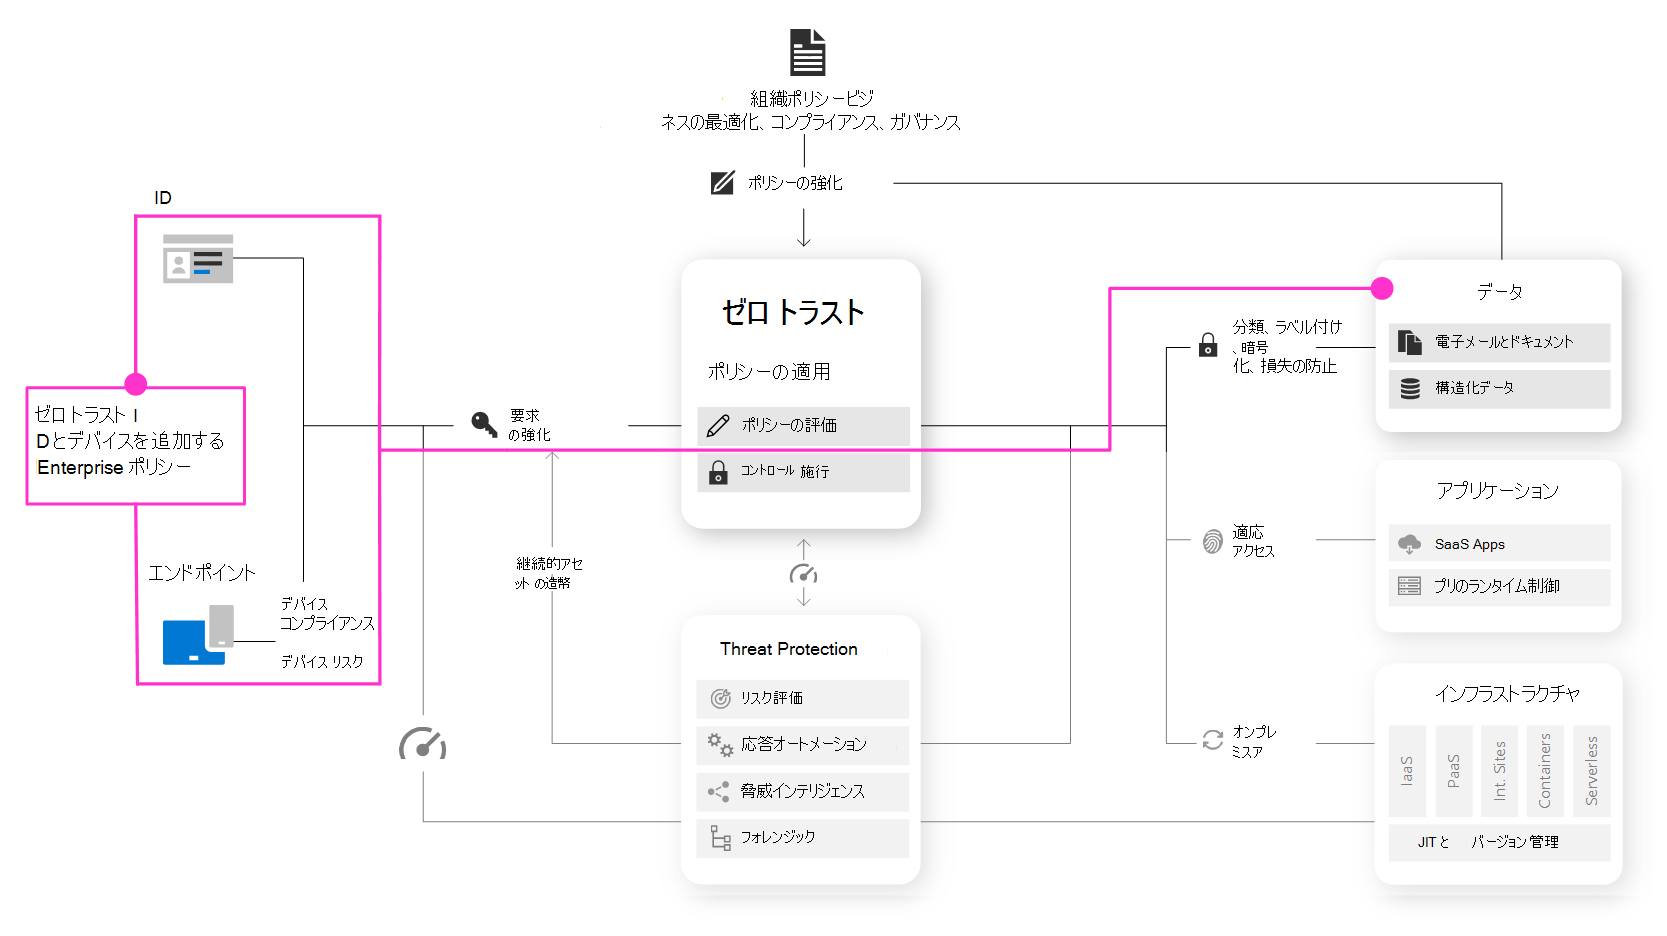 組織ポリシービジ
ネスの最適化、コンプライアンス、ガバナンス
ポリシーの強化
ID
ゼロ トラスト I
Dとデバイスを追加する
Enterprise ポリシー
エンドポイント
デバイス
コンプライアンス
デバイス リスク
要求
の強化
継続的アセ
ット の造幣
ゼロ トラスト
ポリシーの適用
ポリシーの評価
コントロール 施行
Threat Protection
リスク評価
応答オートメーション
脅威インテリジェンス
フォレンジック
分類、ラベル付け
、暗号
化、損失の防止
適応
アクセス
オンプレ
ミスア
データ
電子メールとドキュメント
構造化データ
アプリケーション
SaaS Apps
プリのランタイム制御
インフラストラクチャ
IaaS
PaaS
Int. Sites
Containers
Serverless
JIT と バージョン管理